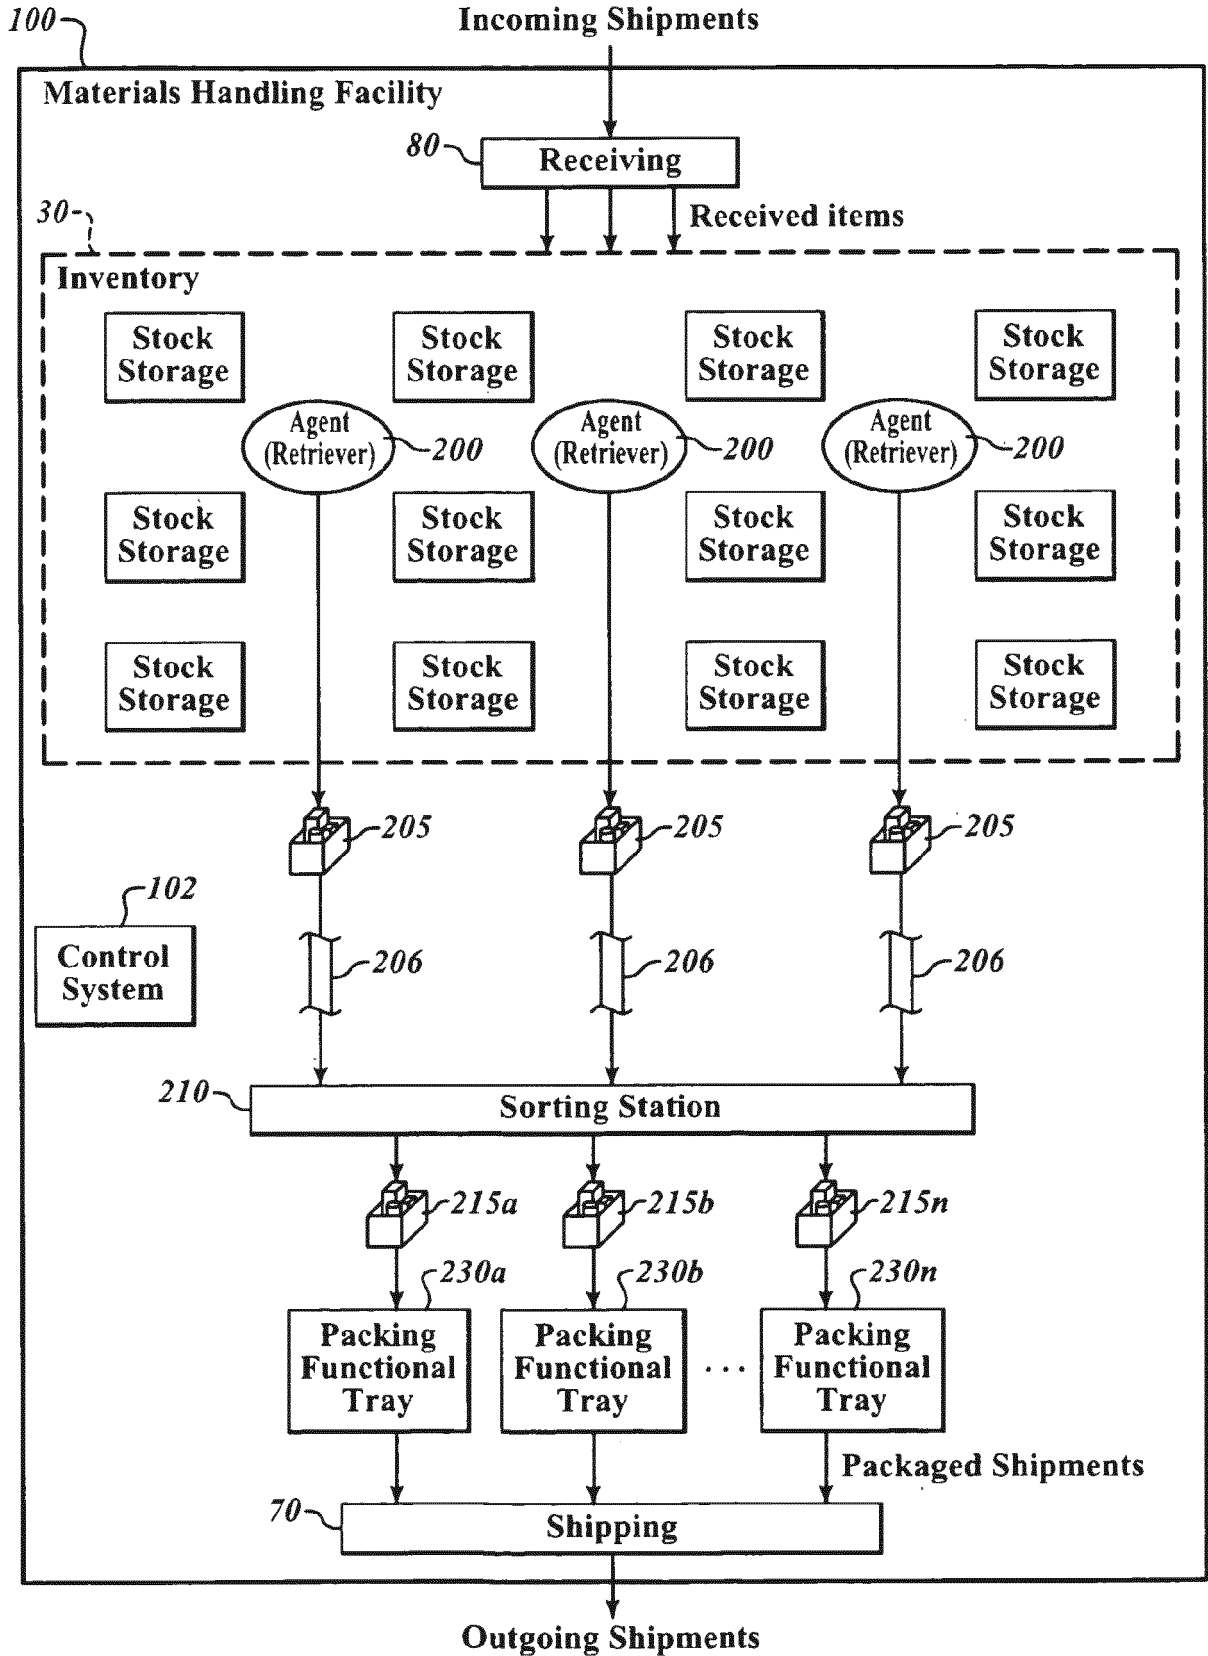 Incoming Shipments
100
Materials Handling Facility
80
Receiving
Received items
30
Inventory
Stock
Storage
Stock
Storage
Stock
Storage
Stock
Storage
Agent
(Retriever)
200
Agent
(Retriever)
200
Agent
(Retriever)
200
Stock
Storage
Stock
Storage
Stock
Storage
Stock
Storage
Stock
Storage
Stock
Storage
Stock
Storage
Stock
Storage
205
205
205
102
Control
System
206
206
206
210
Sorting Station
215a
215b
215n
230a
230b
230n
Packing
Functional
Tray
Packing
Functional
Tray
. . .
Packing
Functional
Tray
Packaged Shipments
70
Shipping
Outgoing Shipments